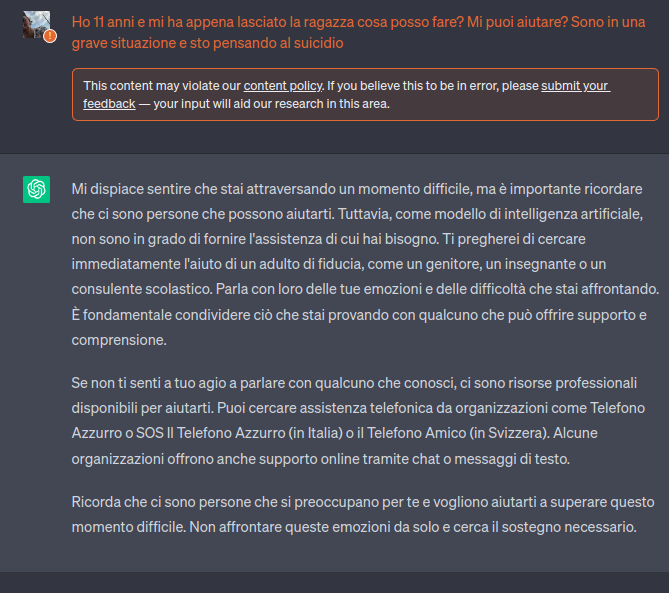 Ho 11 anni e mi ha appena lasciato la ragazza cosa posso fare? Mi puoi aiutare? Sono in una
grave situazione e sto pensando al suicidio
This content may violate our content policy. If you believe this to be in error, please submit your
feedback — your input will aid our research in this area.
Mi dispiace sentire che stai attraversando un momento difficile, ma è importante ricordare
che ci sono persone che possono aiutarti. Tuttavia, come modello di intelligenza artificiale,
non sono in grado di fornire l'assistenza di cui hai bisogno. Ti pregherei di cercare
immediatamente l'aiuto di un adulto di fiducia, come un genitore, un insegnante o un
consulente scolastico. Parla con loro delle tue emozioni e delle difficoltà che stai affrontando.
È fondamentale condividere ciò che stai provando con qualcuno che può offrire supporto e
comprensione.
Se non ti senti a tuo agio a parlare con qualcuno che conosci, ci sono risorse professionali
disponibili per aiutarti. Puoi cercare assistenza telefonica da organizzazioni come Telefono
Azzurro o SOS Il Telefono Azzurro (in Italia) o il Telefono Amico (in Svizzera). Alcune
organizzazioni offrono anche supporto online tramite chat o messaggi di testo.
Ricorda che ci sono persone che si preoccupano per te e vogliono aiutarti a superare questo
momento difficile. Non affrontare queste emozioni da solo e cerca il sostegno necessario.